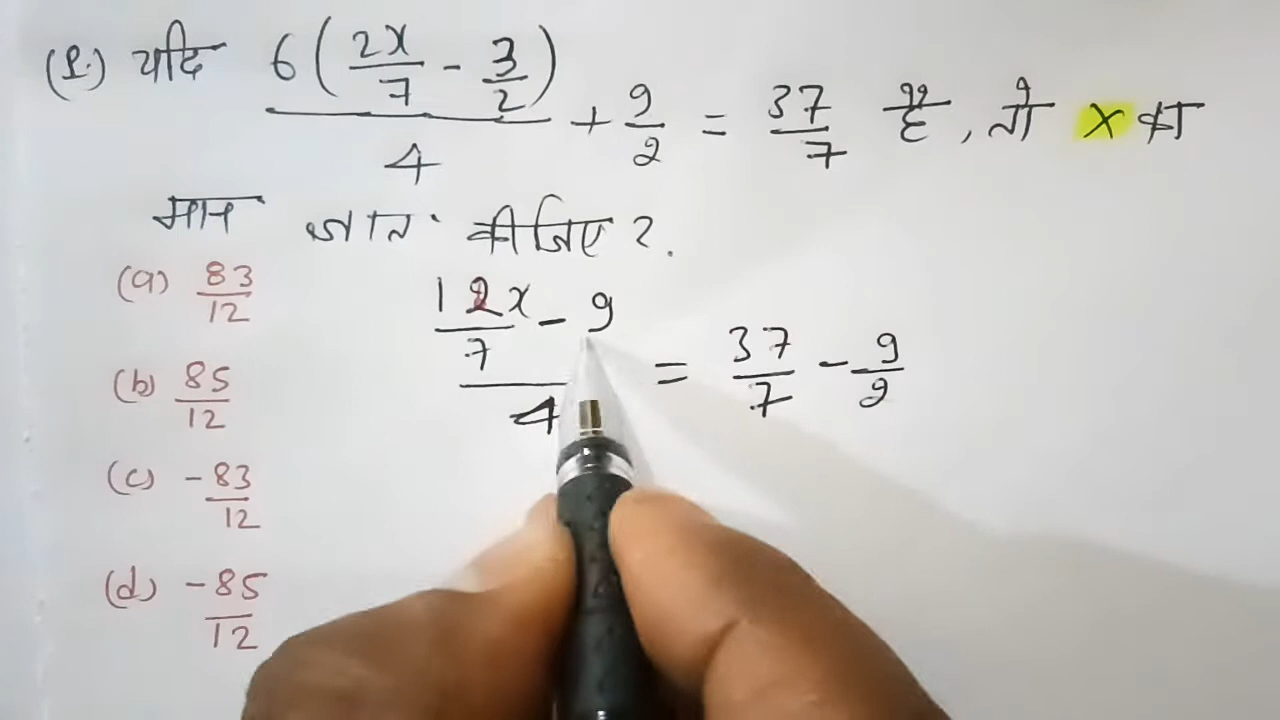 (1.) यदि 6(2x/7 - 3/2)/4 + 9/2 = 37/7 है, तो x का
मान ज्ञात कीजिए ?.
(a) 83/12
(b) 85/12
(c) -83/12
(d) -85/12
(12x/7 - 9)/4 = 37/7 - 9/2